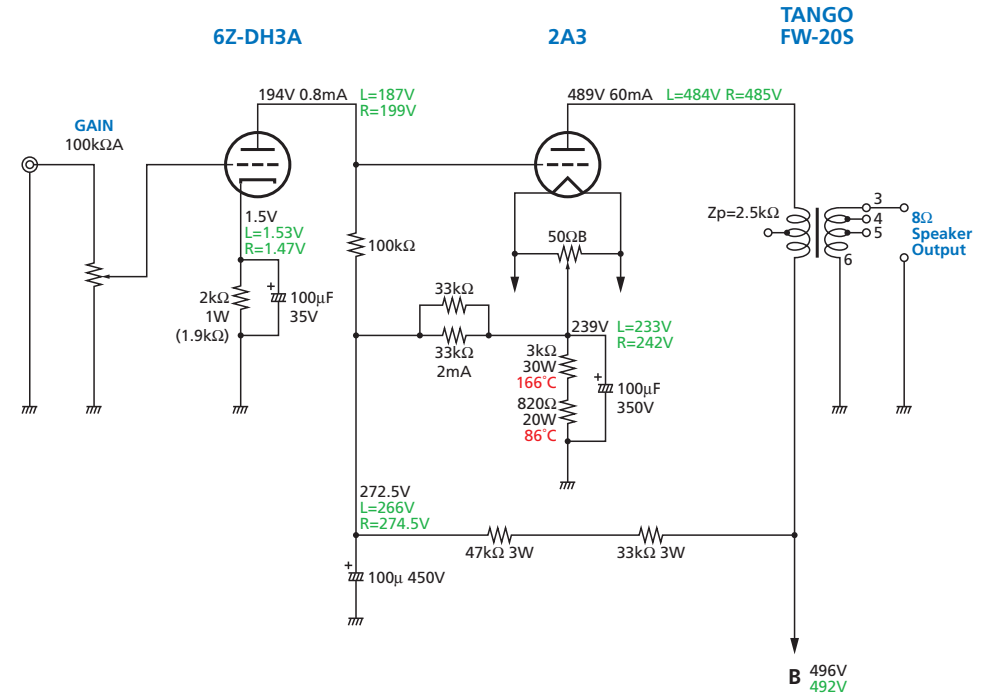 TANGO
FW-20S
6Z-DH3A
2A3
194V 0.8mA
L=187V
R=199V
489V 60mA
L=484V R=485V
GAIN
100kΩA
1.5V
L=1.53V
R=1.47V
100kΩ
50ΩB
Zp=2.5kΩ
3
4
5
6
8Ω
Speaker
Output
2kΩ
1W
(1.9kΩ)
+
100μF
35V
33kΩ
33kΩ
2mA
239V
L=233V
R=242V
3kΩ
30W
166˚C
820Ω
20W
86˚C
+
100μF
350V
272.5V
L=266V
R=274.5V
47kΩ 3W
33kΩ 3W
+
100μ 450V
B
496V
492V